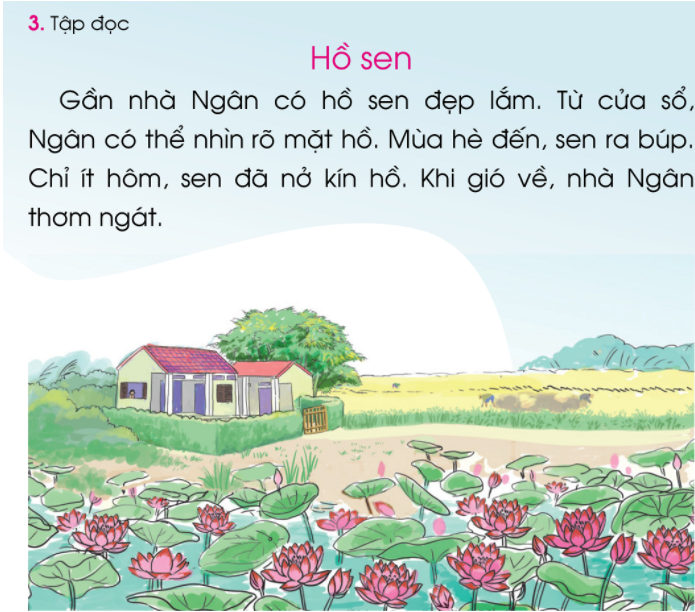 3. Tập đọc
Hồ sen
Gần nhà Ngân có hồ sen đẹp lắm. Từ cửa sổ,
Ngân có thể nhìn rõ mặt hồ. Mùa hè đến, sen ra búp.
Chỉ ít hôm, sen đã nở kín hồ. Khi gió về, nhà Ngân
thơm ngát.